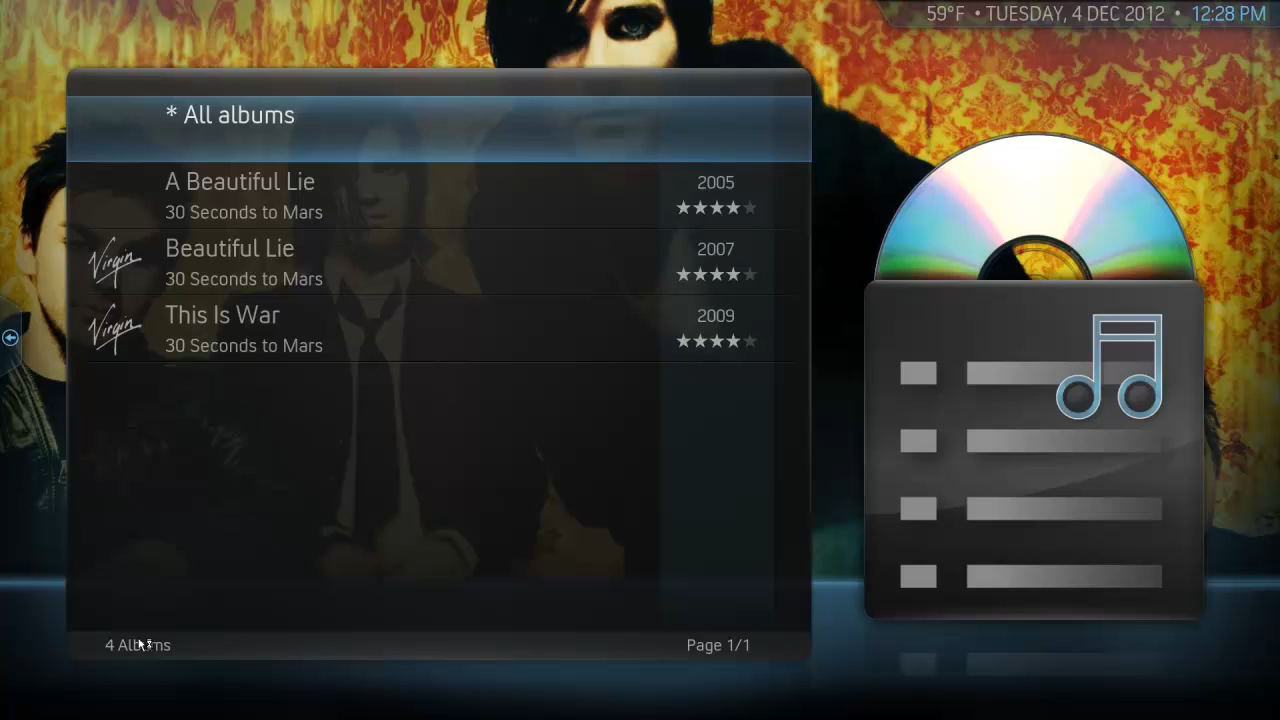 59°F • TUESDAY, 4 DEC 2012 • 12:28 PM
* All albums
A Beautiful Lie
2005
30 Seconds to Mars
Virgin
Beautiful Lie
2007
30 Seconds to Mars
Virgin
This Is War
2009
30 Seconds to Mars
4 Albums
Page 1/1